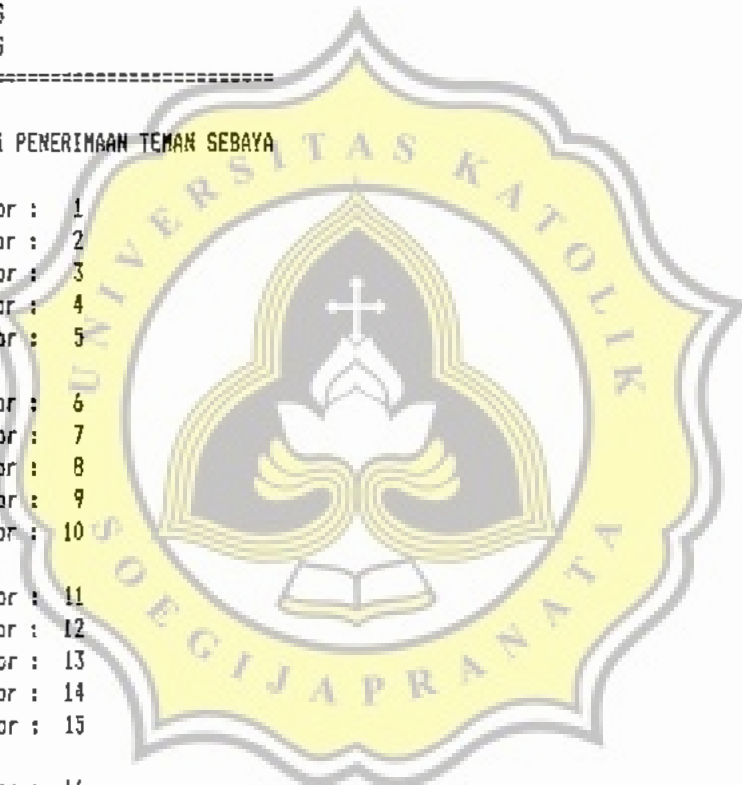 =========================
PENERIMAAN TEMAN SEBAYA
or : 1
or : 2
or : 3
or : 4
or : 5
or : 6
or : 7
or : 8
or : 9
or : 10
or : 11
or : 12
or : 13
or : 14
or : 15
UNIVERSITAS KATOLIK
SOEGIJAPRANATA